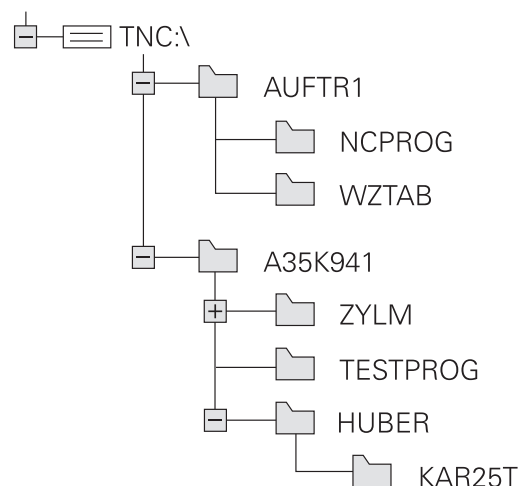 TNC:\
AUFTR1
NCPROG
WZTAB
A35K941
ZYLM
TESTPROG
HUBER
KAR25T